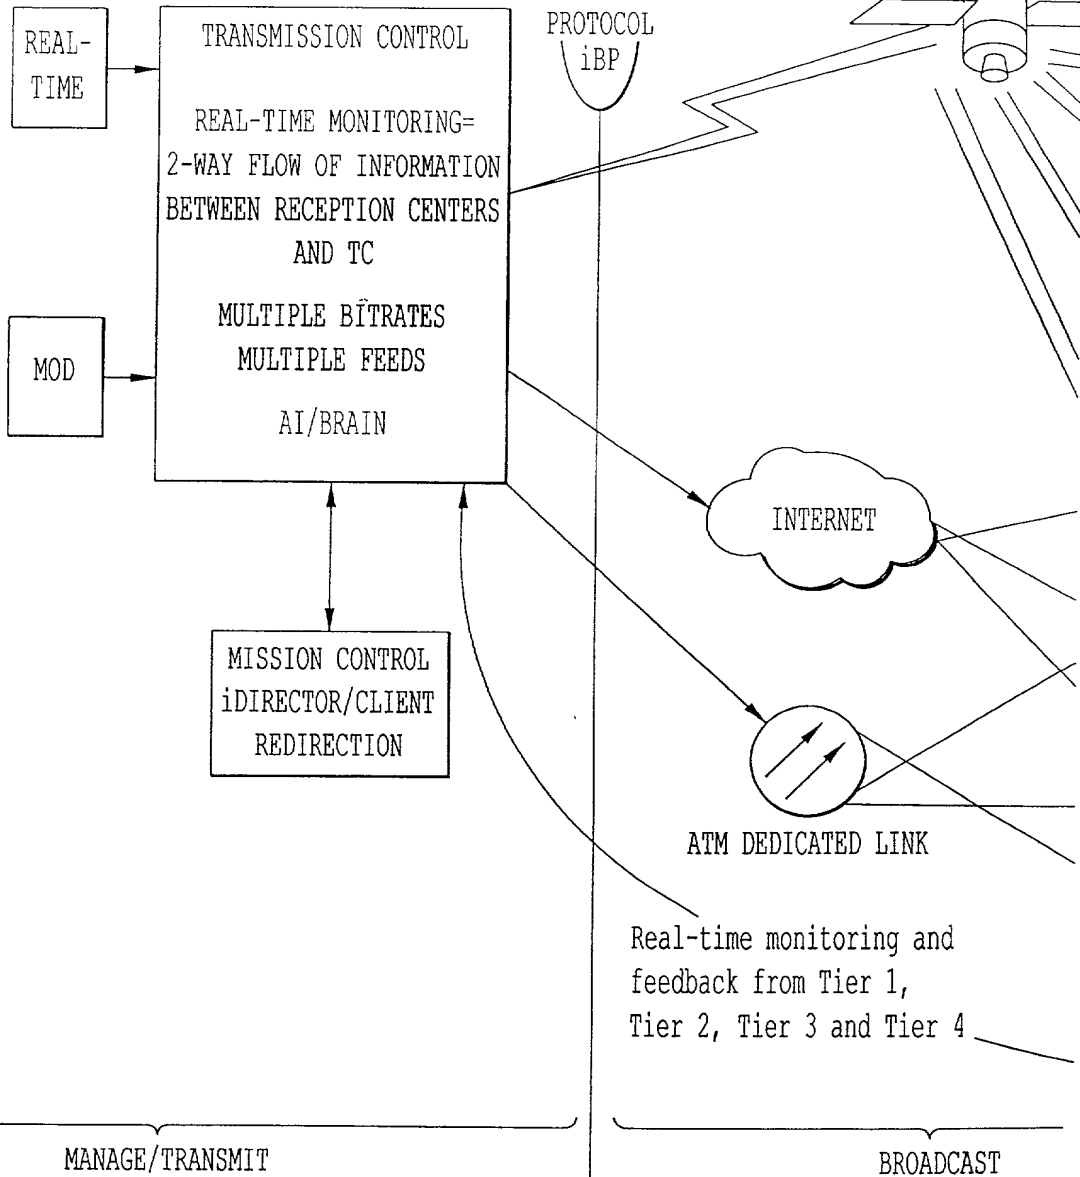 REAL-
TIME
TRANSMISSION CONTROL
REAL-TIME MONITORING=
2-WAY FLOW OF INFORMATION
BETWEEN RECEPTION CENTERS
AND TC
MULTIPLE BITRATES
MULTIPLE FEEDS
AI/BRAIN
PROTOCOL
iBP
MOD
INTERNET
MISSION CONTROL
iDIRECTOR/CLIENT
REDIRECTION
ATM DEDICATED LINK
Real-time monitoring and
feedback from Tier 1,
Tier 2, Tier 3 and Tier 4
MANAGE/TRANSMIT
BROADCAST